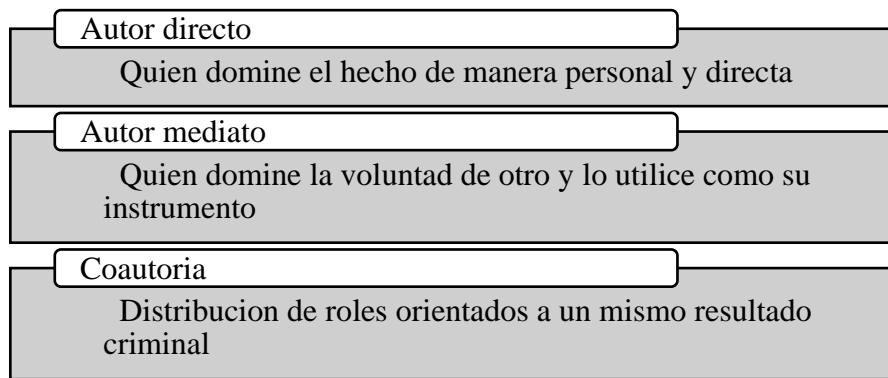 Autor directo
Quien domine el hecho de manera personal y directa
Autor mediato
Quien domine la voluntad de otro y lo utilice como su
instrumento
Coautoria
Distribucion de roles orientados a un mismo resultado
criminal